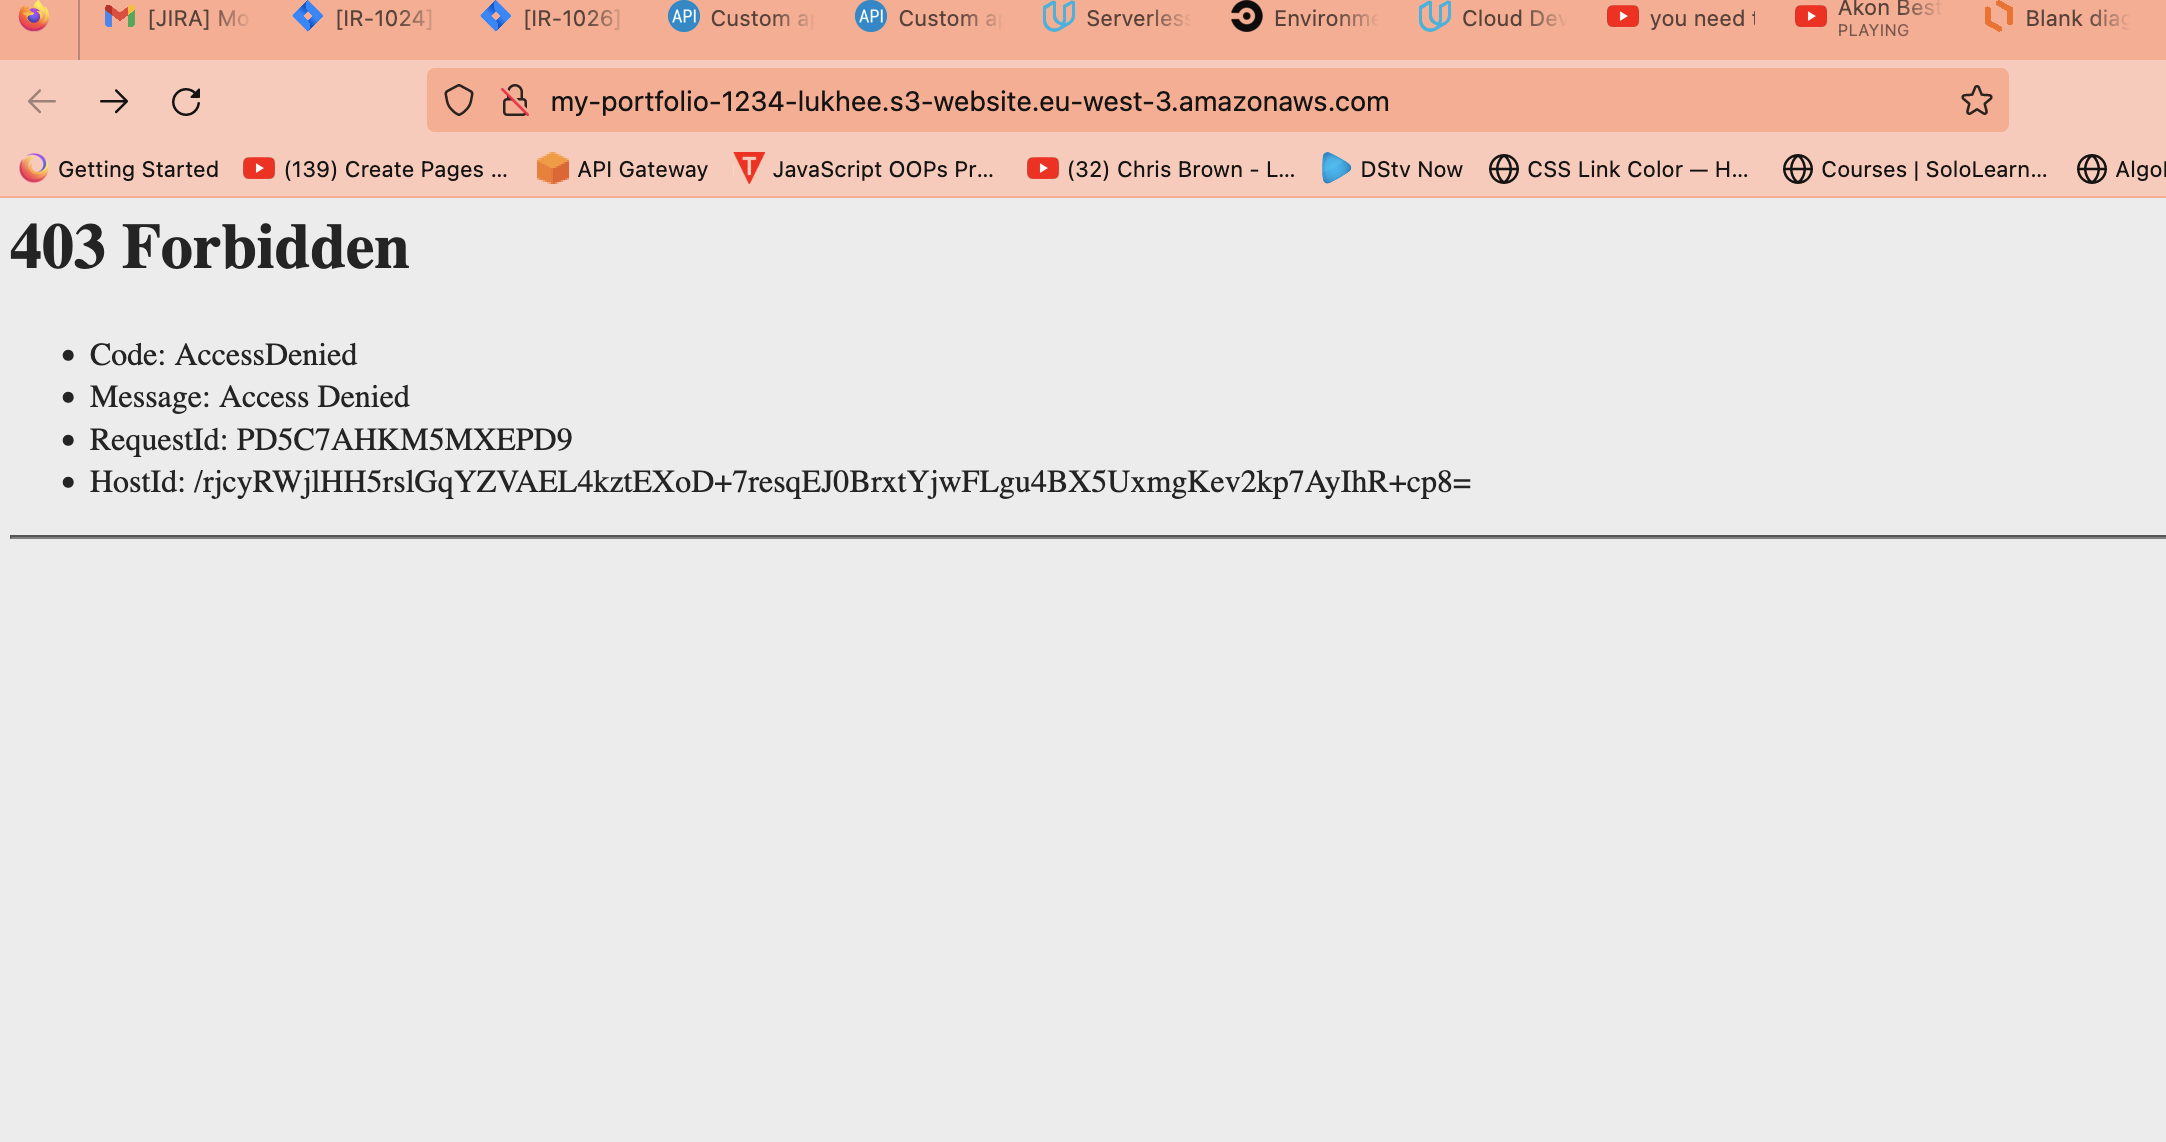 [JIRA] Mo
[IR-1024]
[IR-1026]
API Custom a
API Custom a
Serverless
Environme
Cloud Dev
you need t
Akon Best
PLAYING
Blank diag
my-portfolio-1234-lukhee.s3-website.eu-west-3.amazonaws.com
Getting Started
(139) Create Pages ...
API Gateway
T JavaScript OOPs Pr...
(32) Chris Brown - L...
DStv Now
CSS Link Color — H...
Courses | SoloLearn...
Algo
403 Forbidden
• Code: AccessDenied
• Message: Access Denied
• RequestId: PD5C7AHKM5MXEPD9
• HostId: /rjcyRWjlHH5rslGqYZVAEL4kztEXoD+7resqEJ0BrxtYjwFLgu4BX5UxmgKev2kp7AyIhR+cp8=